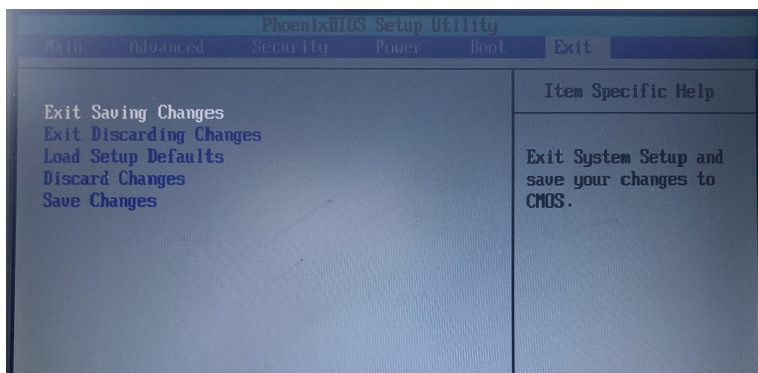 PhoenixBIOS Setup Utility
Main Advanced Security Power Boot Exit
Exit Saving Changes
Exit Discarding Changes
Load Setup Defaults
Discard Changes
Save Changes
Item Specific Help
Exit System Setup and
save your changes to
CMOS.